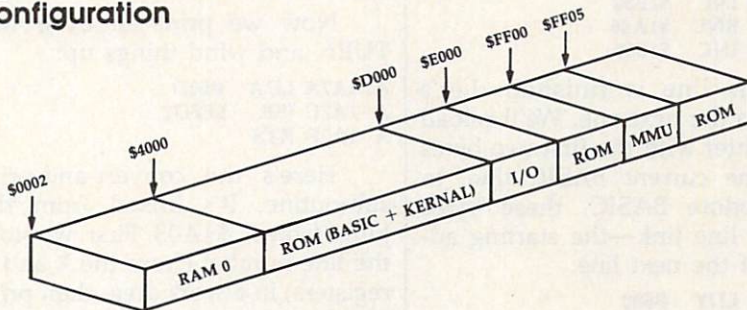 onfiguration
$0002
$4000
$D000
$E000
$FF00
$FF05
RAM 0
ROM (BASIC + KERNAL)
I/O
ROM
MMU
ROM